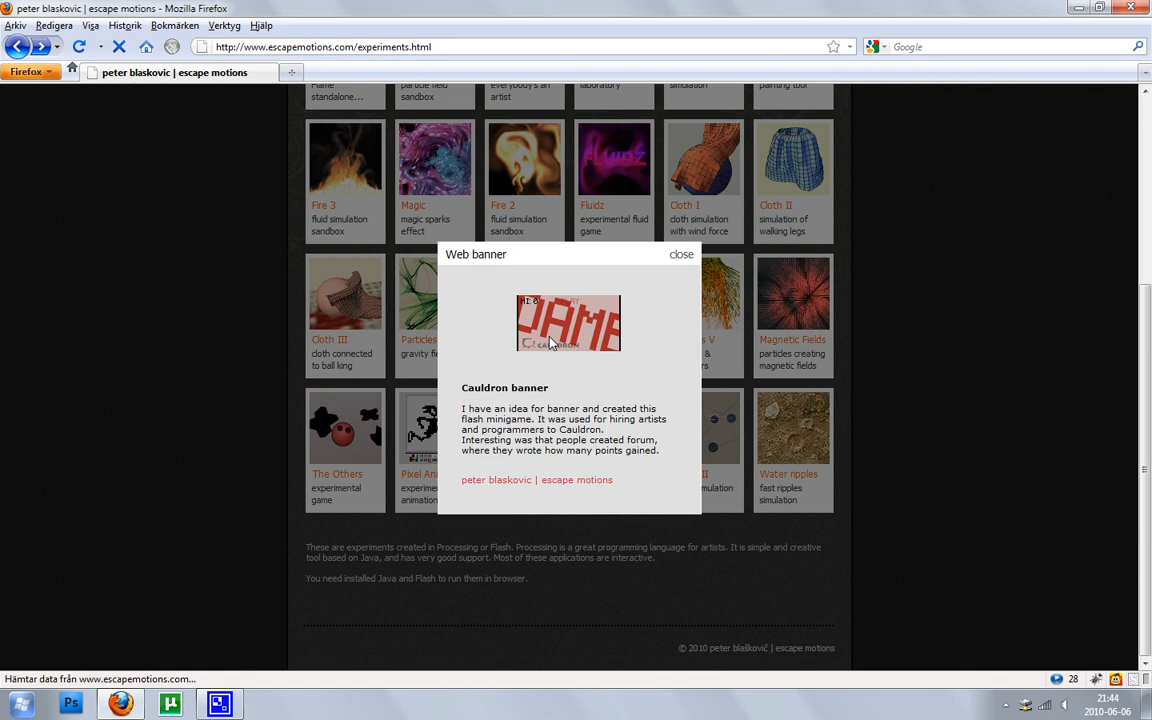 peter blaskovic | escape motions - Mozilla Firefox
Arkiv Redigera Visa Historik Bokmärken Verktyg Hjälp
http://www.escapemotions.com/experiments.html
Google
Firefox
peter blaskovic | escape motions
standalone...
particle field
sandbox
everybody's an
artist
laboratory
simulation
painting tool
Fire 3
fluid simulation
sandbox
Magic
magic sparks
effect
Fire 2
fluid simulation
sandbox
FLUIDZ
Fluidz
experimental fluid
game
Cloth I
cloth simulation
with wind force
Cloth II
simulation of
walking legs
Web banner
close
HI:
CAULDRON
Cauldron banner
I have an idea for banner and created this
flash minigame. It was used for hiring artists
and programmers to Cauldron.
Interesting was that people created forum,
where they wrote how many points gained.
peter blaskovic | escape motions
Cloth III
cloth connected
to ball king
Particles
gravity fi
s V
&
Magnetic Fields
particles creating
magnetic fields
The Others
experimental
game
Pixel Ani
experime
animation
II
mulation
Water ripples
fast ripples
simulation
These are experiments created in Processing or Flash. Processing is a great programming language for artists. It is simple and creative
tool based on Java, and has very good support. Most of these applications are interactive.
You need installed Java and Flash to run them in browser.
© 2010 peter blaškovič | escape motions
Hämtar data från www.escapemotions.com...
28
Ps
µ
21:44
2010-06-06